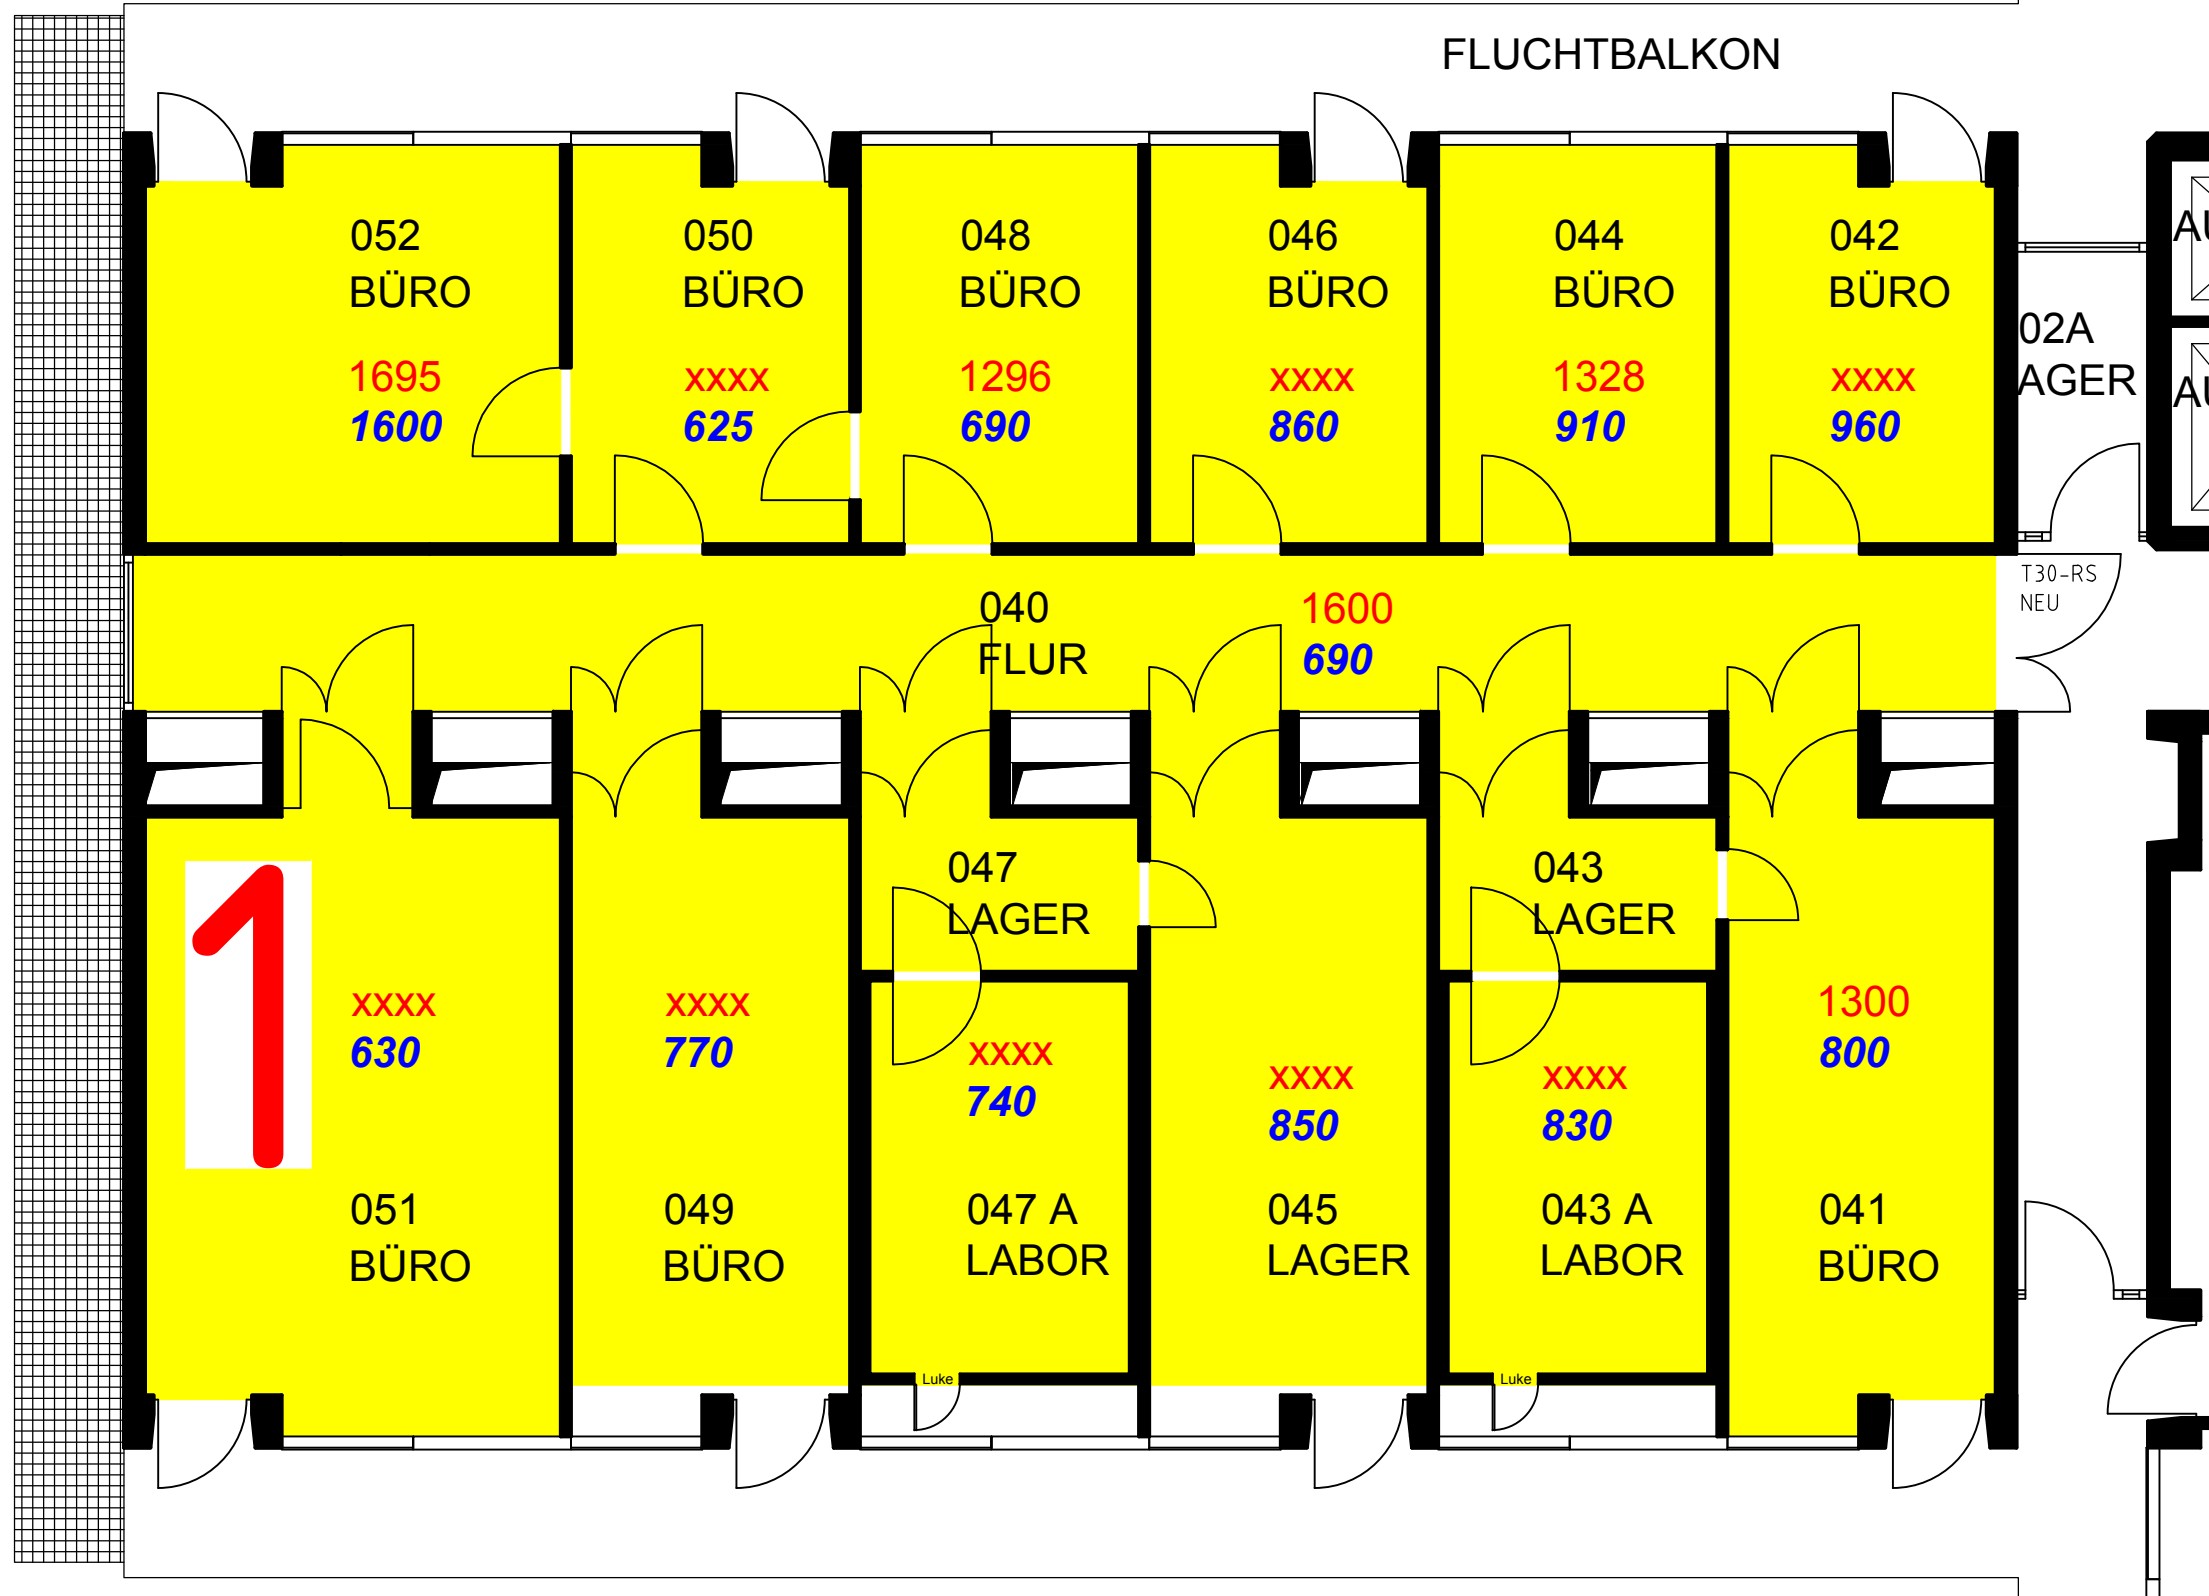 FLUCHTBALKON
052
BÜRO
1695
1600
050
BÜRO
xxxx
625
048
BÜRO
1296
690
046
BÜRO
xxxx
860
044
BÜRO
1328
910
042
BÜRO
xxxx
960
02A
AGER
AU
AU
T30-RS
NEU
040
FLUR
1600
690
1
xxxx
630
051
BÜRO
xxxx
770
049
BÜRO
047
LAGER
xxxx
740
047 A
LABOR
Luke
xxxx
850
045
LAGER
043
LAGER
xxxx
830
043 A
LABOR
Luke
1300
800
041
BÜRO